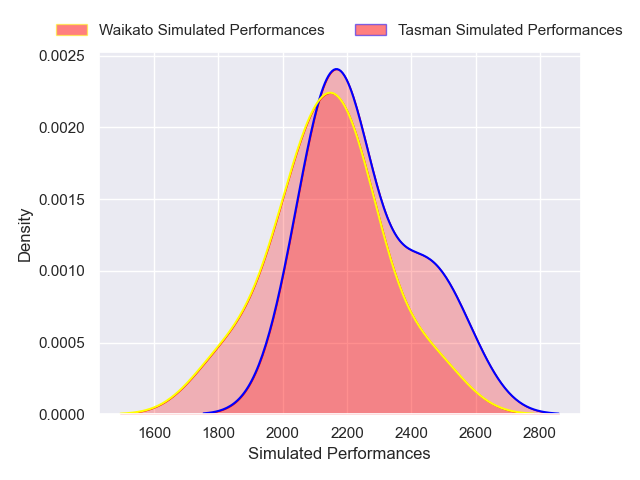 Waikato Simulated Performances
Tasman Simulated Performances
0.0025
0.0020
0.0015
0.0010
0.0005
0.0000
Density
1600 1800 2000 2200 2400 2600 2800
Simulated Performances